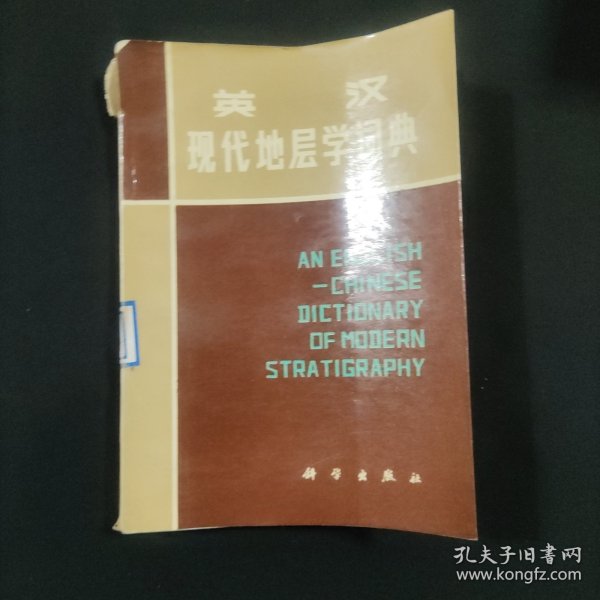 英 汉
现代地层学词典
AN ENGLISH
—CHINESE
DICTIONARY
OF MODERN
STRATIGRAPHY
科学出版社
孔夫子旧书网
www.kongfz.com